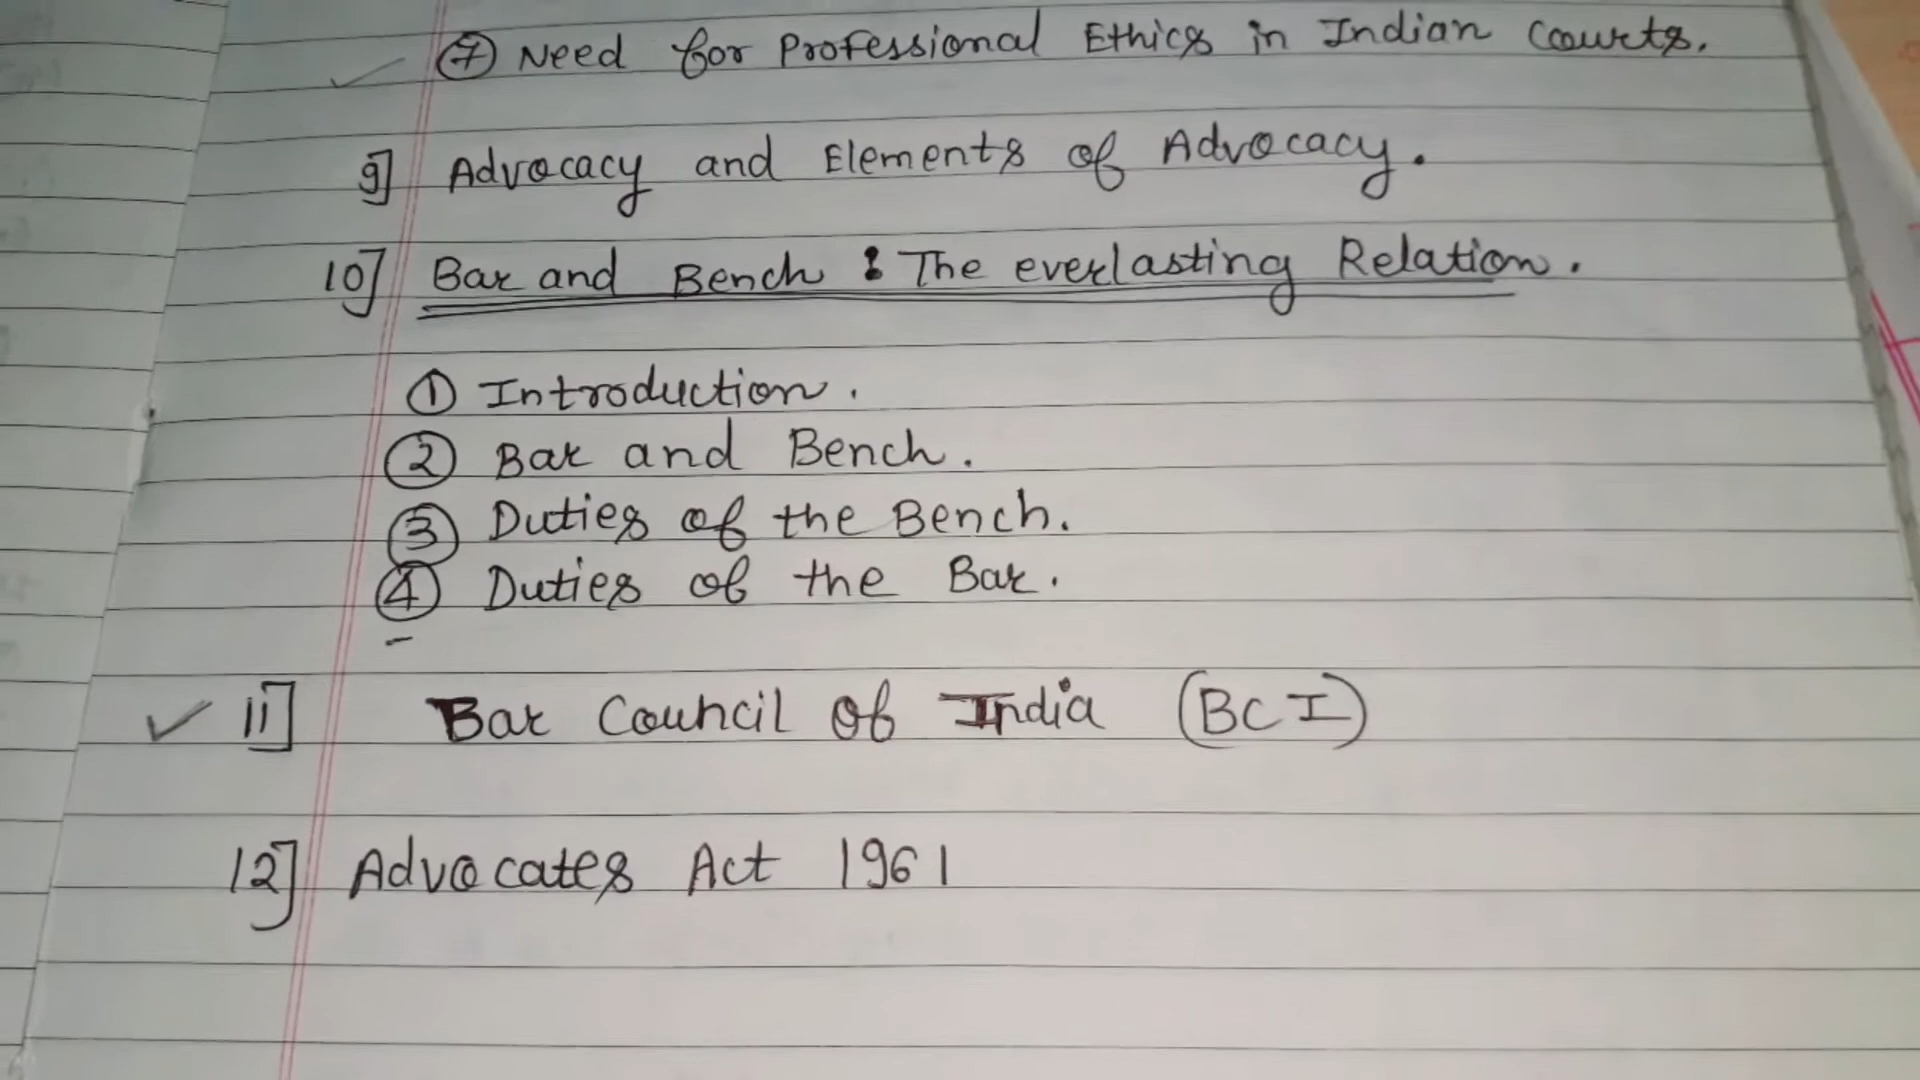 ⑦ Need for Professional Ethics in Indian Courts.
9] Advocacy and Elements of Advocacy.
10] Bar and Bench : The everlasting Relation.
① Introduction.
② Bar and Bench.
③ Duties of the Bench.
④ Duties of the Bar.
11] Bar Council of India (BCI)
12] Advocates Act 1961